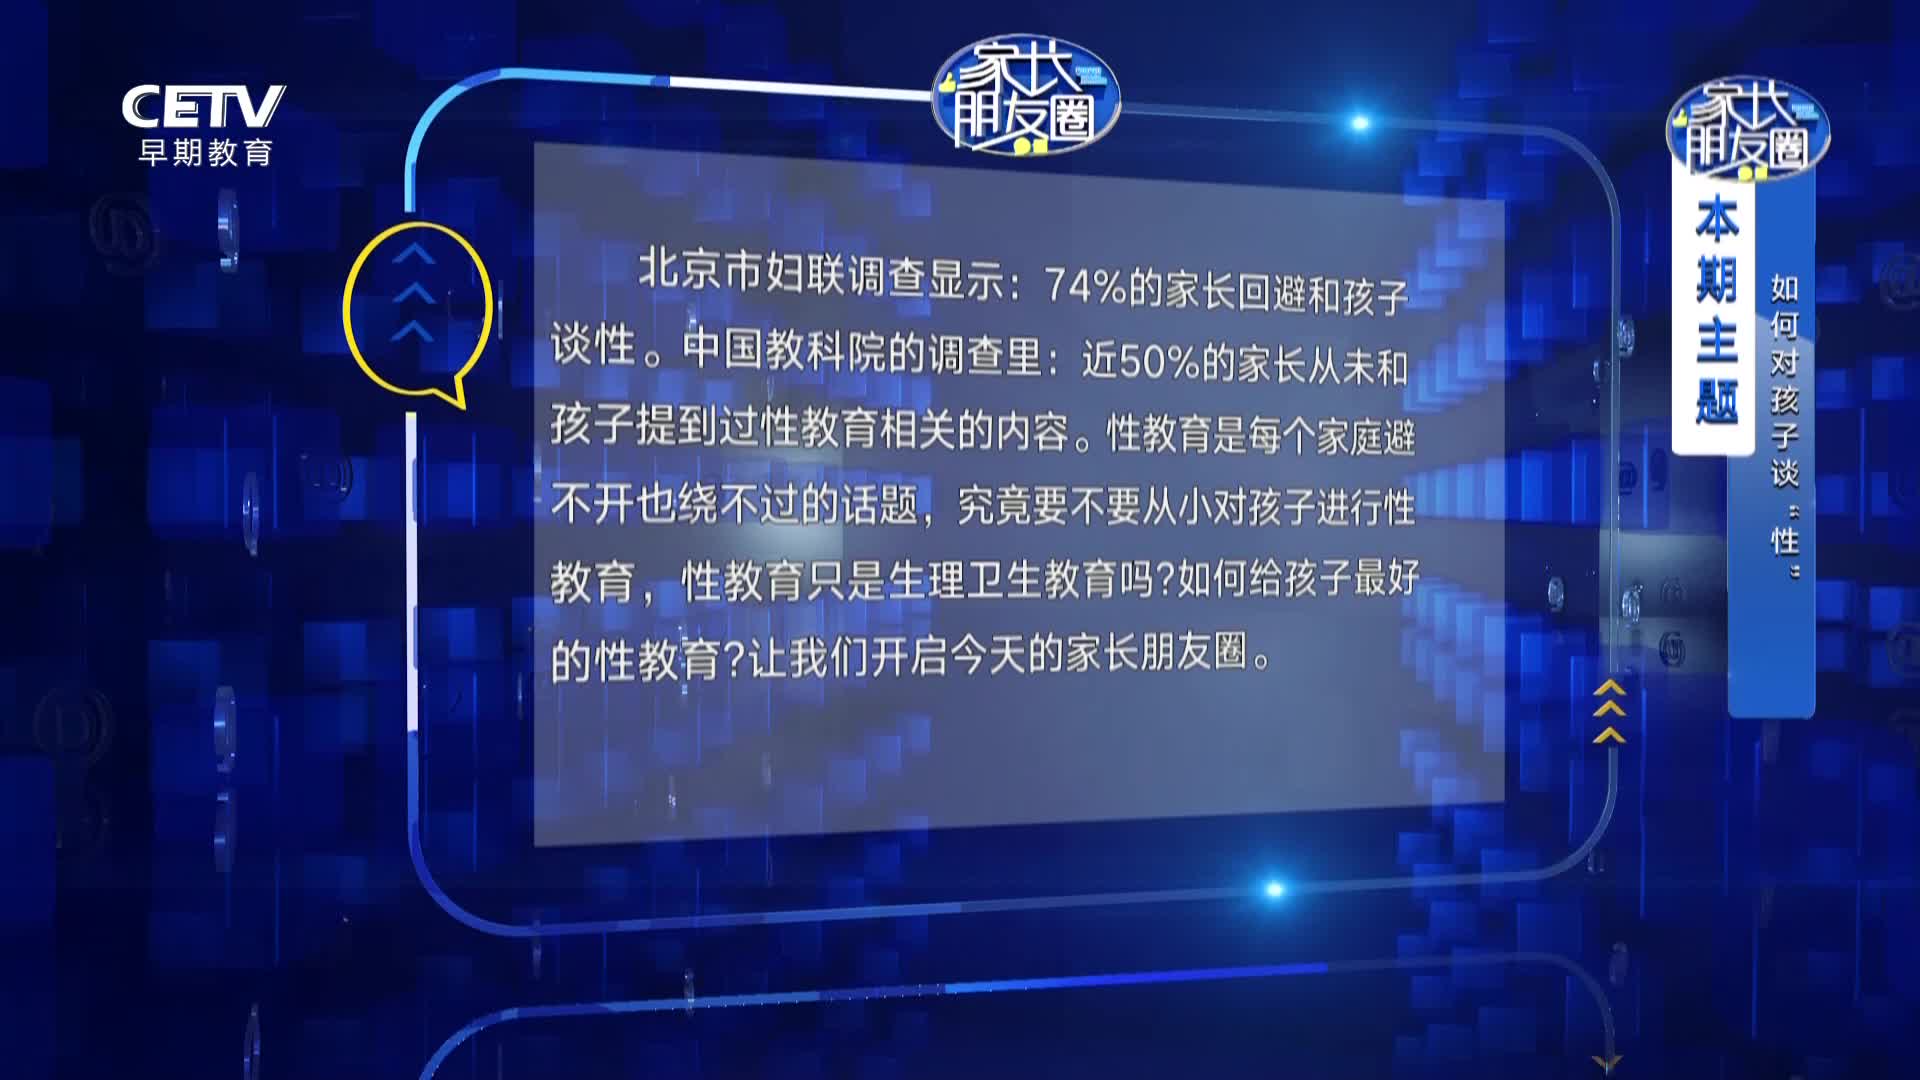 CETV
早期教育
家长
朋友圈
北京市妇联调查显示：74%的家长回避和孩子
谈性。中国教科院的调查里：近50%的家长从未和
孩子提到过性教育相关的内容。性教育是每个家庭避
不开也绕不过的话题，究竟要不要从小对孩子进行性
教育，性教育只是生理卫生教育吗?如何给孩子最好
的性教育?让我们开启今天的家长朋友圈。
家长
朋友圈
本期主题
如何对孩子谈“性”